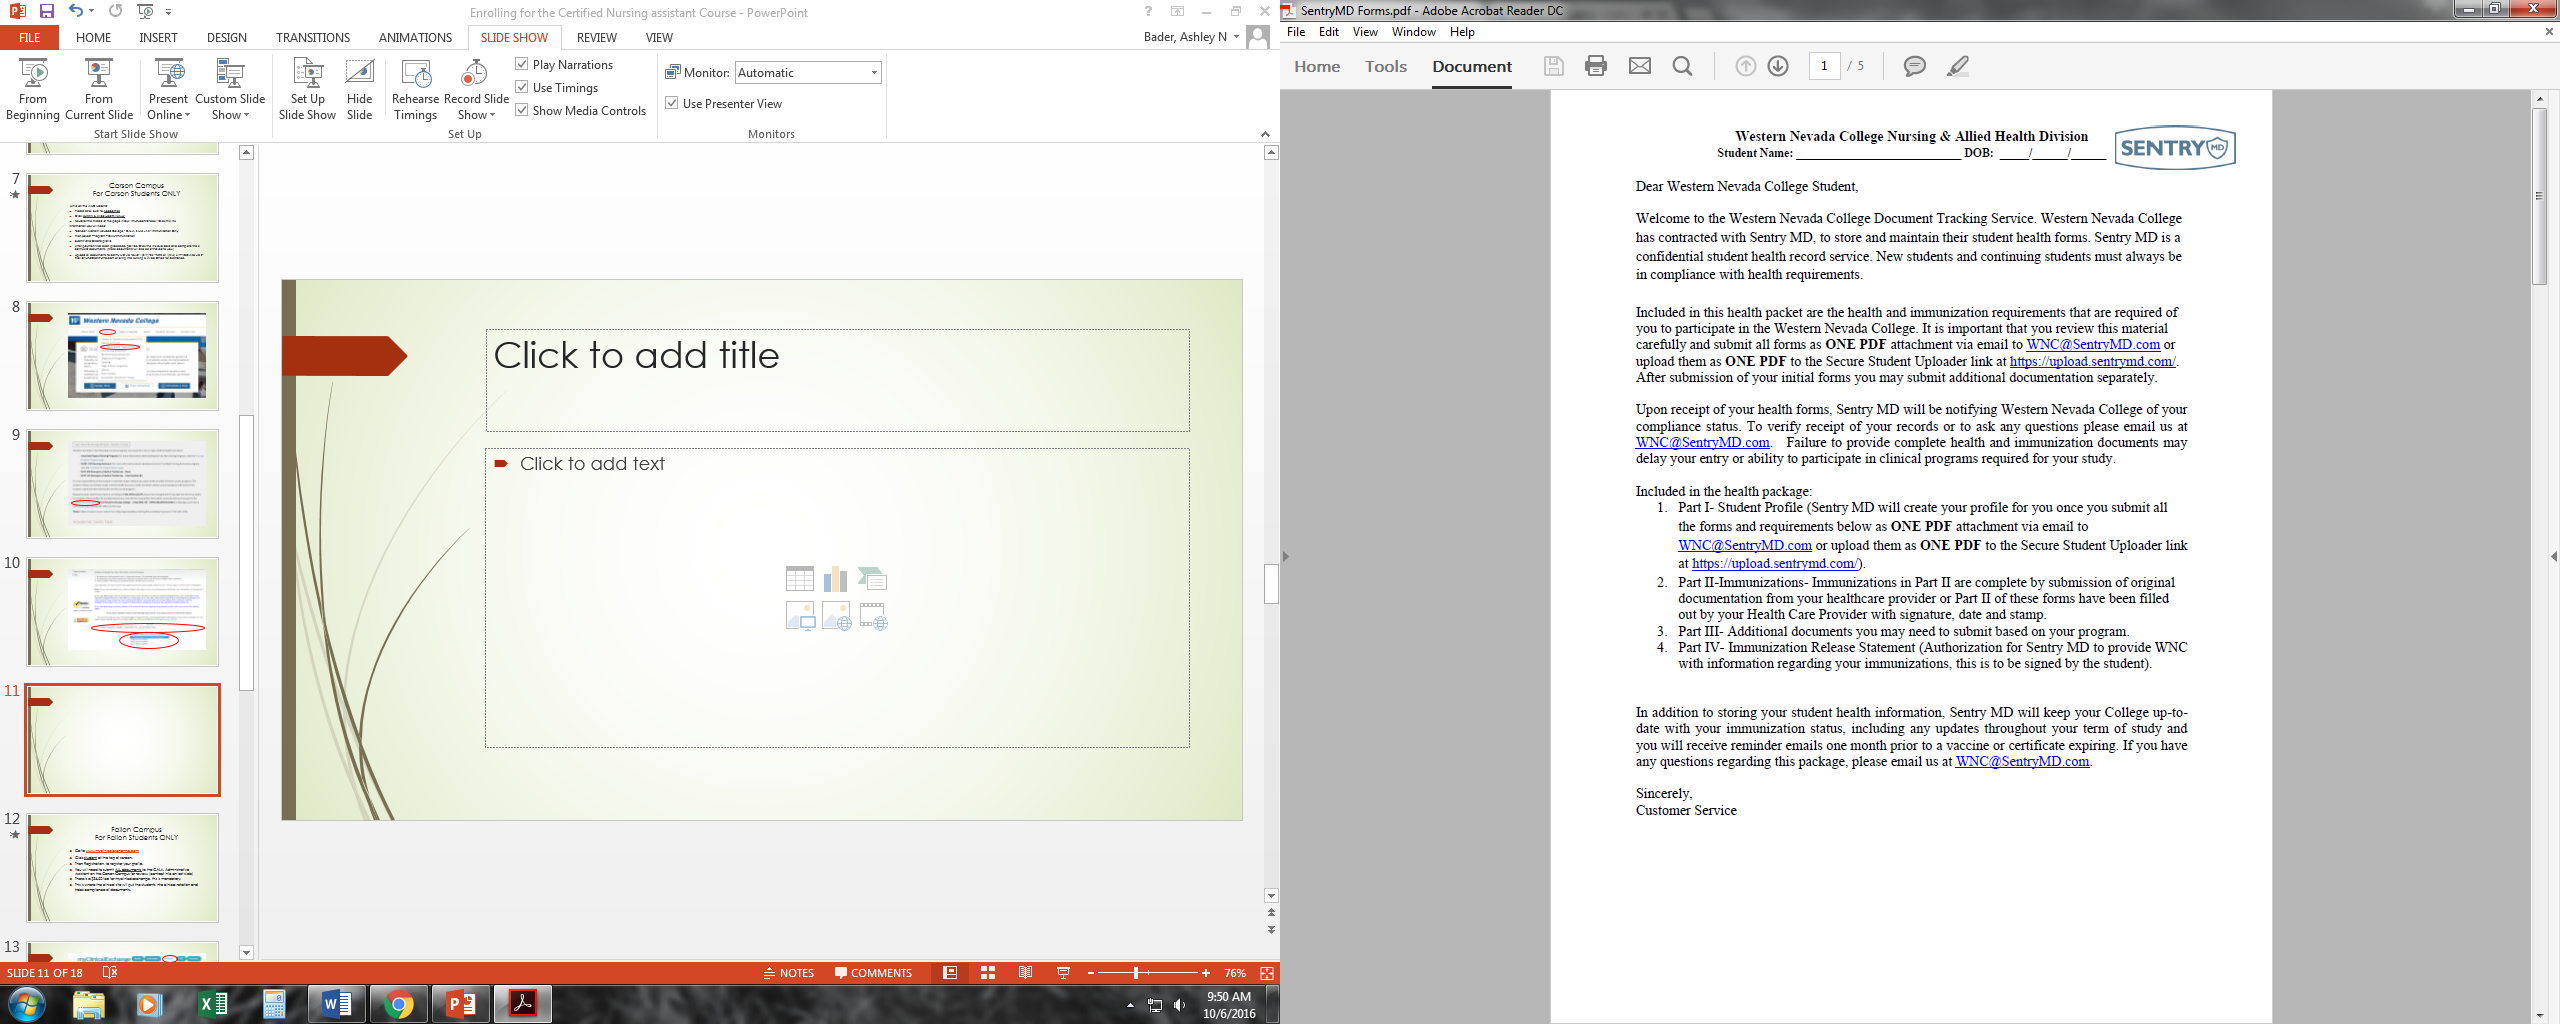 Enrolling for the Certified Nursing assistant Course - PowerPoint
FILE HOME INSERT DESIGN TRANSITIONS ANIMATIONS SLIDE SHOW REVIEW VIEW
Bader, Ashley N
From Beginning
From Current Slide
Present Online
Custom Slide Show
Start Slide Show
Set Up Slide Show
Hide Slide
Rehearse Timings
Record Slide Show
Play Narrations
Use Timings
Show Media Controls
Set Up
Monitor: Automatic
Use Presenter View
Monitors
7
Carson Campus
For Carson Students ONLY
8
Western Nevada College
9
10
11
12
Fallon Campus
For Fallon Students ONLY
13
Click to add title
Click to add text
SLIDE 11 OF 18
NOTES COMMENTS
76%
9:50 AM
10/6/2016
SentryMD Forms.pdf - Adobe Acrobat Reader DC
File Edit View Window Help
Home Tools Document
1 / 5
Western Nevada College Nursing & Allied Health Division
Student Name: DOB: / /
SENTRY MD
Dear Western Nevada College Student,
Welcome to the Western Nevada College Document Tracking Service. Western Nevada College
has contracted with Sentry MD, to store and maintain their student health forms. Sentry MD is a
confidential student health record service. New students and continuing students must always be
in compliance with health requirements.
Included in this health packet are the health and immunization requirements that are required of
you to participate in the Western Nevada College. It is important that you review this material
carefully and submit all forms as ONE PDF attachment via email to WNC@SentryMD.com or
upload them as ONE PDF to the Secure Student Uploader link at https://upload.sentrymd.com/.
After submission of your initial forms you may submit additional documentation separately.
Upon receipt of your health forms, Sentry MD will be notifying Western Nevada College of your
compliance status. To verify receipt of your records or to ask any questions please email us at
WNC@SentryMD.com. Failure to provide complete health and immunization documents may
delay your entry or ability to participate in clinical programs required for your study.
Included in the health package:
1. Part I- Student Profile (Sentry MD will create your profile for you once you submit all
the forms and requirements below as ONE PDF attachment via email to
WNC@SentryMD.com or upload them as ONE PDF to the Secure Student Uploader link
at https://upload.sentrymd.com/).
2. Part II-Immunizations- Immunizations in Part II are complete by submission of original
documentation from your healthcare provider or Part II of these forms have been filled
out by your Health Care Provider with signature, date and stamp.
3. Part III- Additional documents you may need to submit based on your program.
4. Part IV- Immunization Release Statement (Authorization for Sentry MD to provide WNC
with information regarding your immunizations, this is to be signed by the student).
In addition to storing your student health information, Sentry MD will keep your College up-to-
date with your immunization status, including any updates throughout your term of study and
you will receive reminder emails one month prior to a vaccine or certificate expiring. If you have
any questions regarding this package, please email us at WNC@SentryMD.com.
Sincerely,
Customer Service